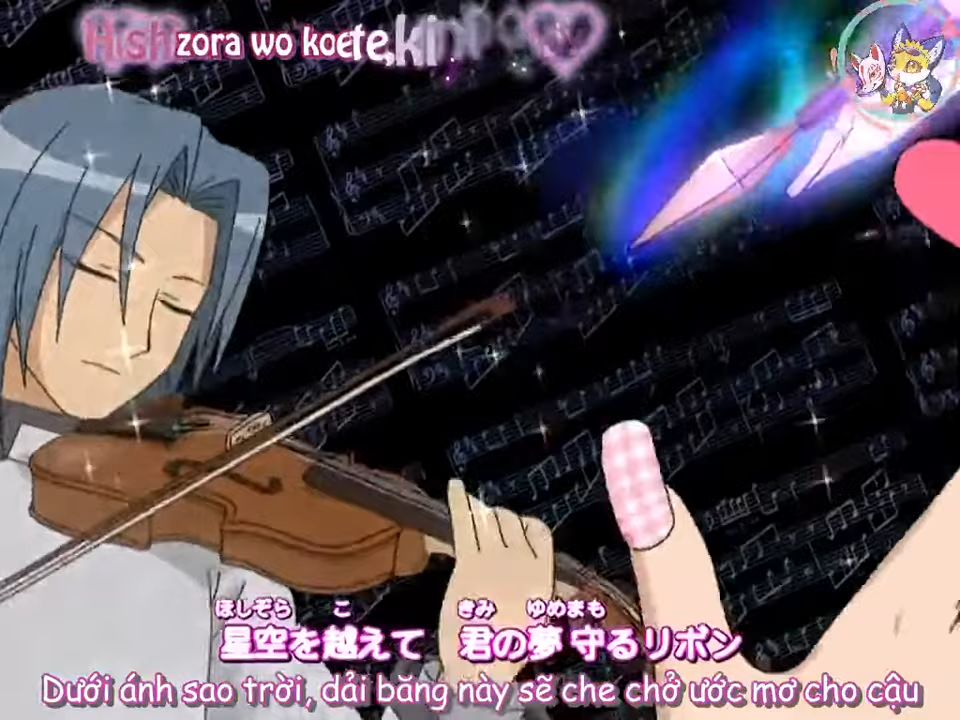 Hoshizora wo koete, ki
ほしぞら こ きみ ゆめまも
星空を越えて 君の夢 守るリボン
Dưới ánh sao trời, dải băng này sẽ che chở ước mơ cho cậu